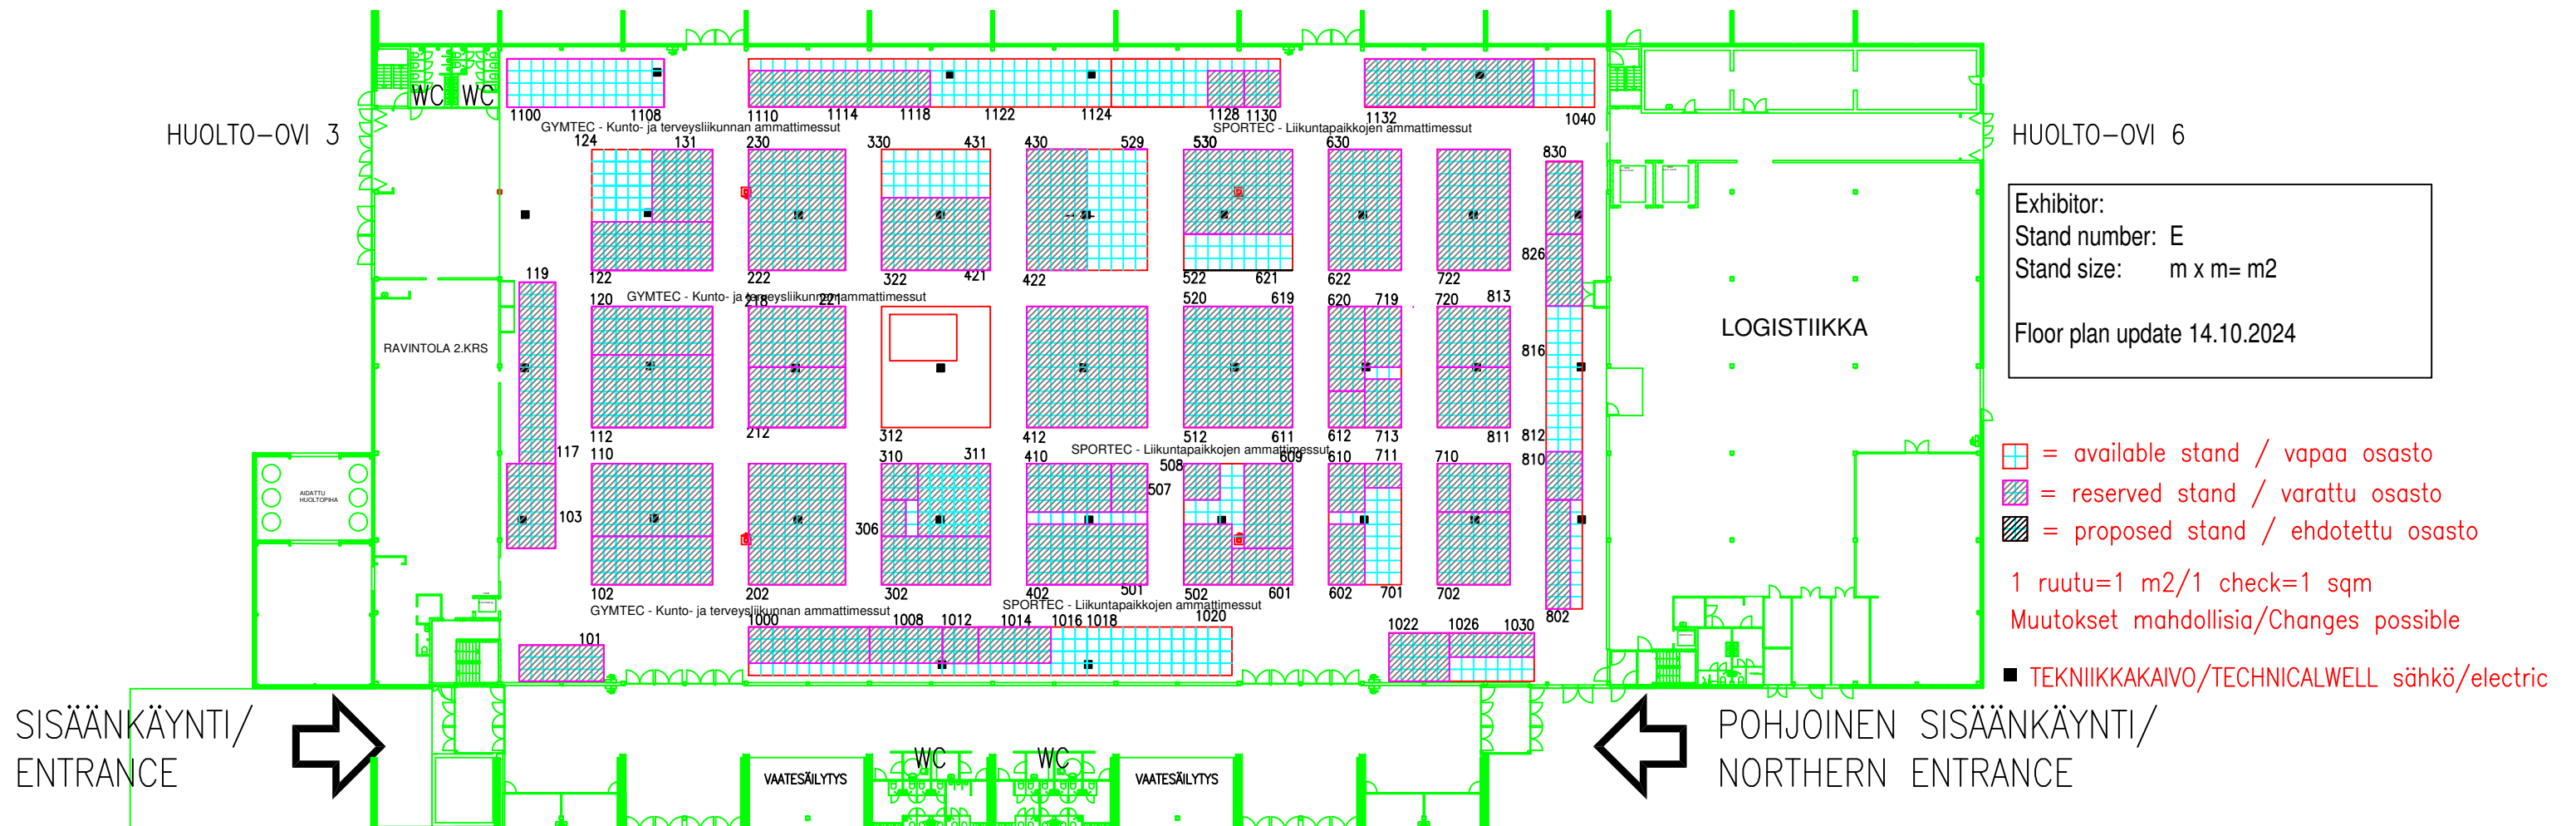 WC WC
1100 1108 1110 1114 1118 1122 1124 1128 1130 1132 1040
HUOLTO-OVI 3
GYMTEC - Kunto- ja terveysliikunnan ammattimessut
SPORTEC - Liikuntapaikkojen ammattimessut
HUOLTO-OVI 6
124 131 230 330 431 430 529 530 630 830
Exhibitor:
Stand number: E
Stand size: m x m= m2
Floor plan update 14.10.2024
826
119 122 222 322 421 422 522 621 622 722
GYMTEC - Kunto- ja terveysliikunnan ammattimessut
120 218 221 520 619 620 719 720 813
LOGISTIIKKA
RAVINTOLA 2.KRS
816
112 212 312 412 512 611 612 713 811 812
SPORTEC - Liikuntapaikkojen ammattimessut
117 110 310 311 410 508 609 610 711 710 810
= available stand / vapaa osasto
507
= reserved stand / varattu osasto
AIDATTU
HUOLTOPIHA
103
306
= proposed stand / ehdotettu osasto
1 ruutu=1 m2/1 check=1 sqm
102 202 302 402 501 502 601 602 701 702
GYMTEC - Kunto- ja terveysliikunnan ammattimessut
SPORTEC - Liikuntapaikkojen ammattimessut
802
Muutokset mahdollisia/Changes possible
1000 1008 1012 1014 1016 1018 1020 1022 1026 1030
101
TEKNIIKKAKAIVO/TECHNICALWELL sähkö/electric
SISÄÄNKÄYNTI/
ENTRANCE
POHJOINEN SISÄÄNKÄYNTI/
NORTHERN ENTRANCE
WC WC
VAATESÄILYTYS
VAATESÄILYTYS